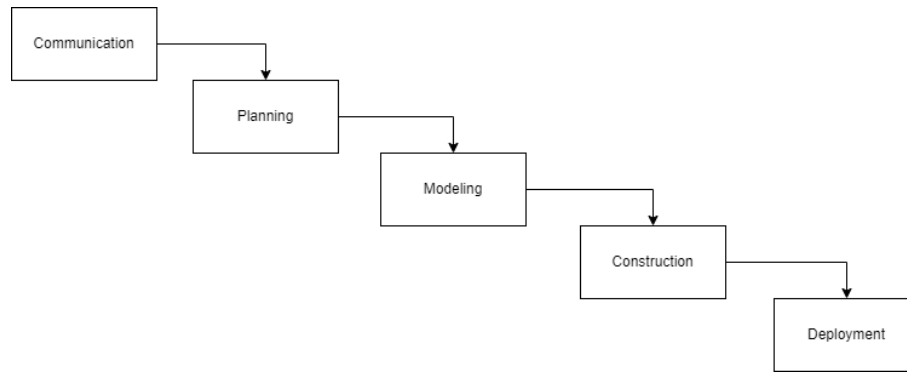 Communication
Planning
Modeling
Construction
Deployment